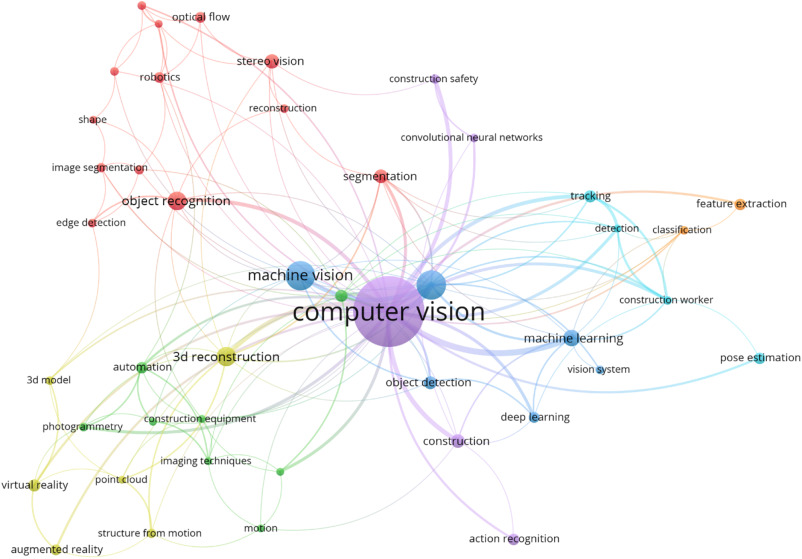 optical flow
stereo vision
robotics
construction safety
reconstruction
shape
convolutional neural networks
image segmentation
segmentation
object recognition
tracking
feature extraction
edge detection
detection
classification
machine vision
construction worker
computer vision
machine learning
3d reconstruction
pose estimation
automation
vision system
3d model
object detection
deep learning
construction equipment
photogrammetry
construction
imaging techniques
point cloud
virtual reality
motion
structure from motion
action recognition
augmented reality